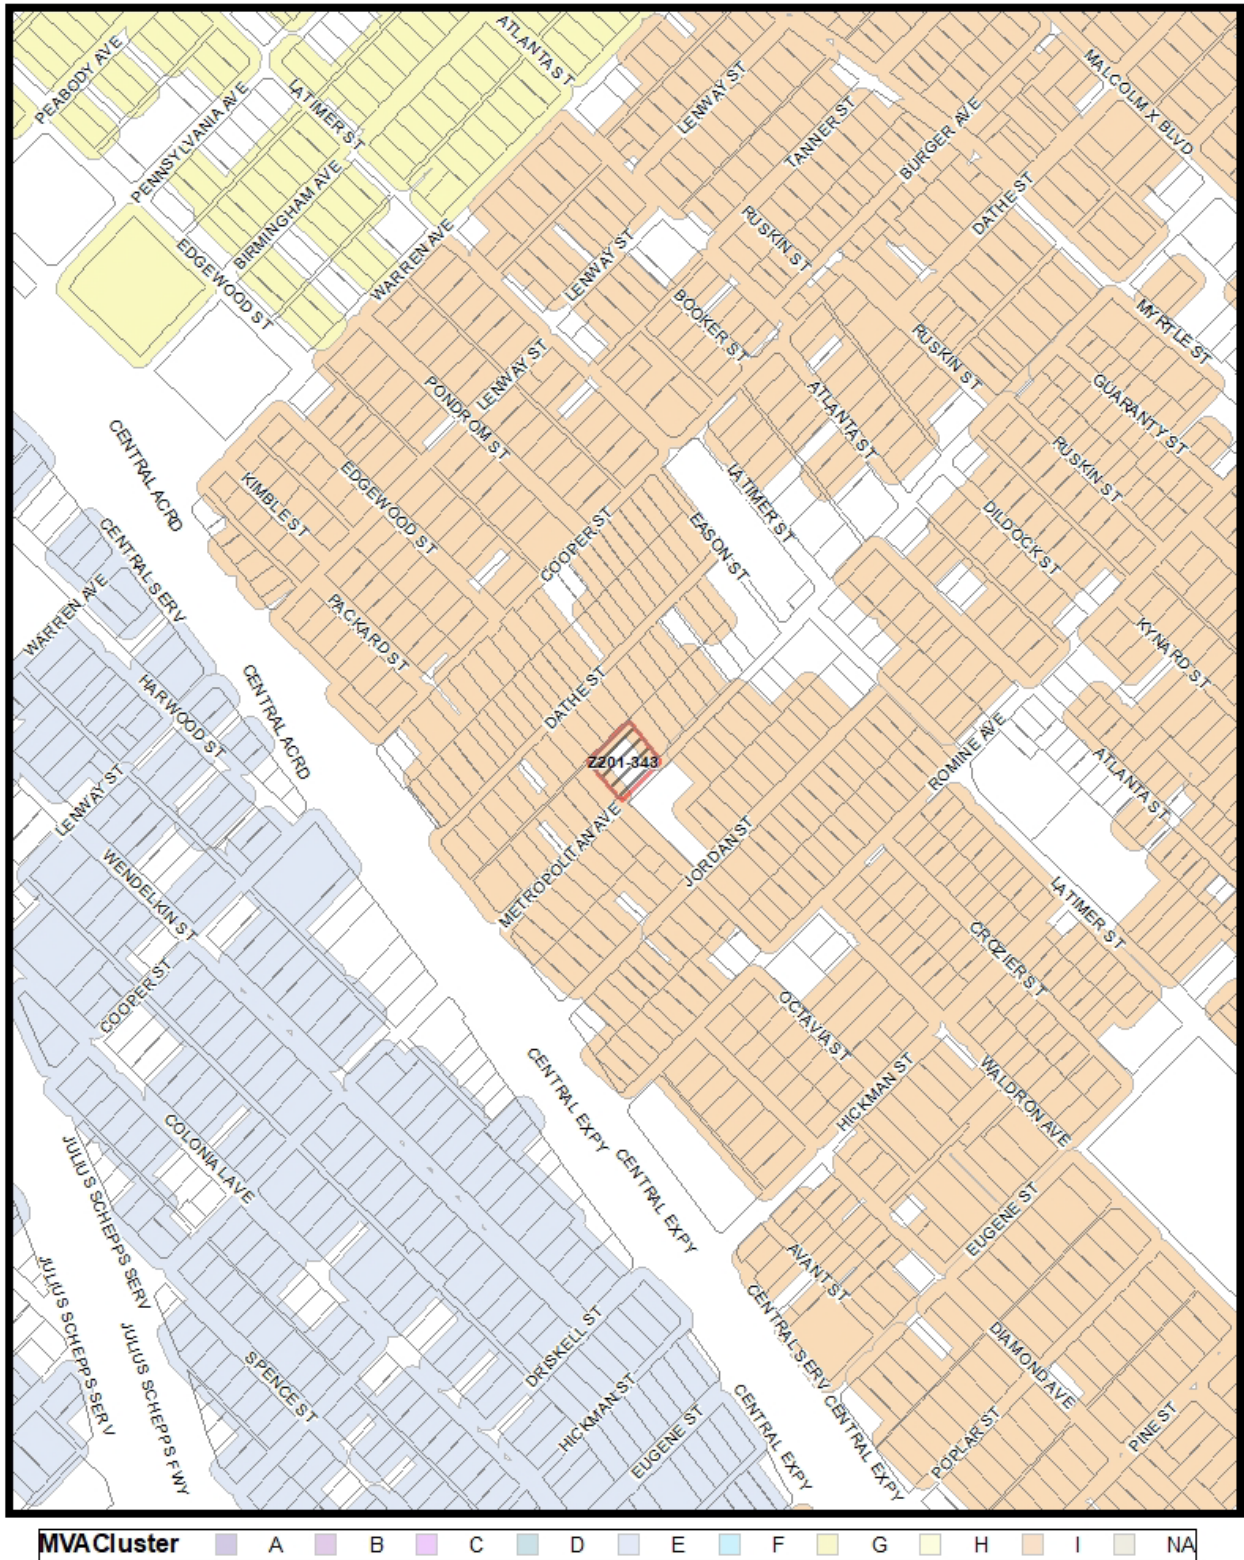 PEABODY AVE
ATLANTA ST
LATIMER ST
PENNSYLVANIA AVE
BIRMINGHAM AVE
EDGEWOOD ST
WARREN AVE
LENWAY ST
TANNER ST
BURGER AVE
MALCOLM X BLVD
DATHE ST
RUSKIN ST
LENWAY ST
BOOKER ST
MYRTLE ST
RUSKIN ST
GUARANTY ST
LENWAY ST
PONDROM ST
ATLANTA ST
RUSKIN ST
CENTRAL ACRD
KIMBLE ST
EDGEWOOD ST
LATIMER ST
COOPER ST
EASON ST
DILDOCK ST
CENTRAL SERV
WARREN AVE
PACKARD ST
KYNARD ST
HARWOOD ST
CENTRAL ACRD
DATHE ST
ROMINE AVE
Z201-343
ATLANTA ST
LENWAY ST
METROPOLITAN AVE
JORDAN ST
WENDELKIN ST
LATIMER ST
CROZIER ST
COOPER ST
OCTAVIA ST
CENTRAL EXPY
HICKMAN ST
WALDRON AVE
COLONIAL AVE
JULIUS SCHEPPS SERV
CENTRAL EXPY
EUGENE ST
AVANT ST
JULIUS SCHEPPS SERV
JULIUS SCHEPPS FWY
CENTRAL SERV
DRISKELL ST
SPENCE ST
DIAMOND AVE
HICKMAN ST
EUGENE ST
CENTRAL EXPY
CENTRAL EXPY
POPLAR ST
PINE ST
MVACluster A B C D E F G H I NA